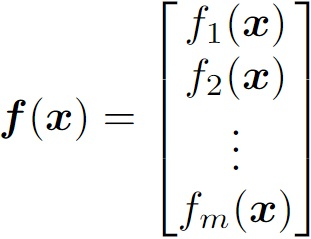 f(x) = [
f₁(x)
f₂(x)
⋮
fₘ(x)
]